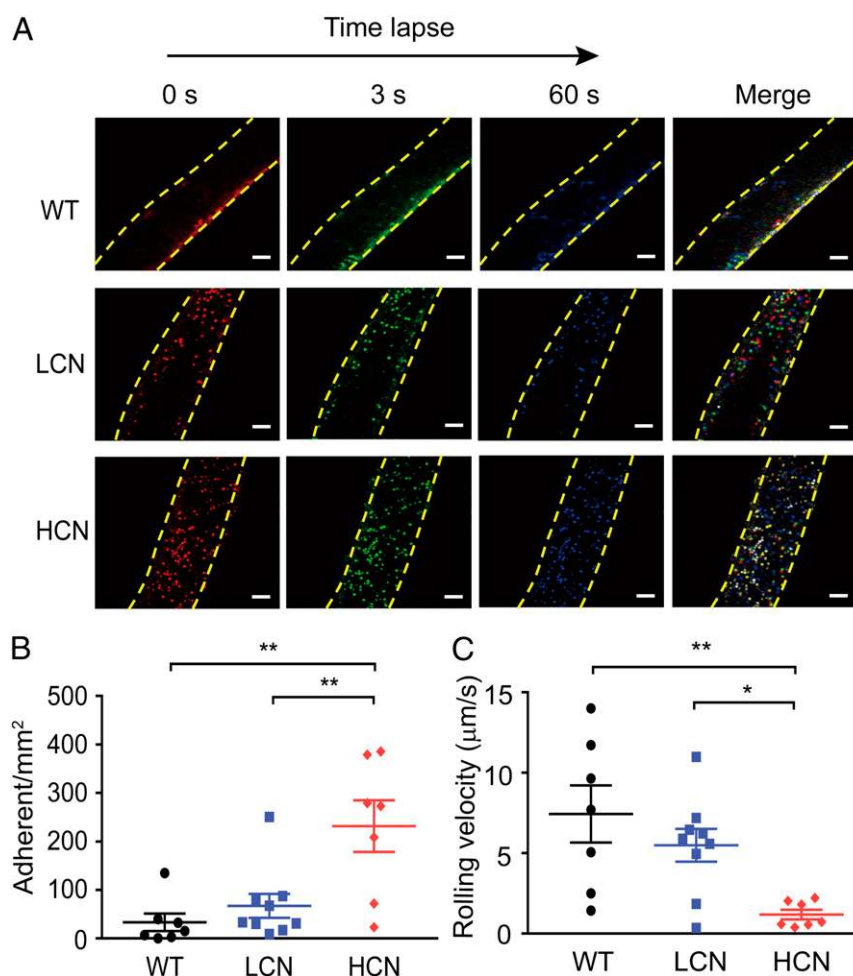 A
Time lapse
0 s 3 s 60 s Merge
WT
LCN
HCN
B
**
**
500
400
300
200
100
0
Adherent/mm²
WT LCN HCN
C
**
*
15
10
5
0
Rolling velocity (μm/s)
WT LCN HCN